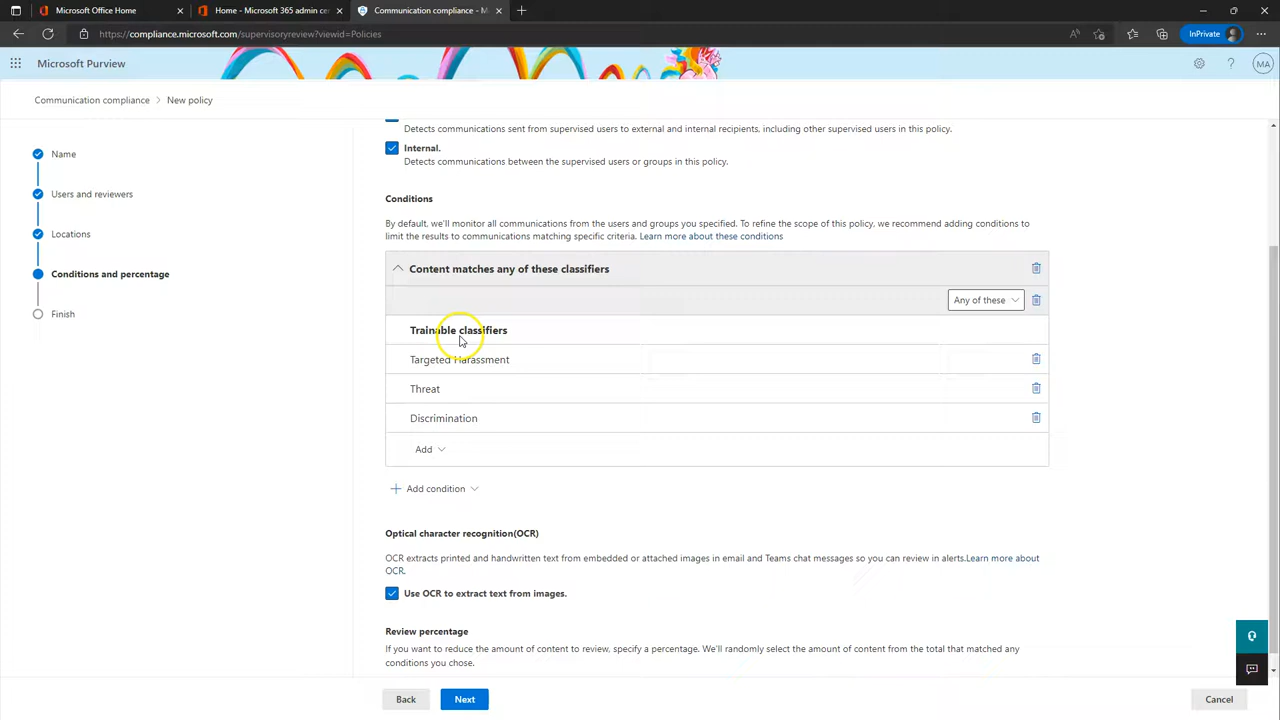 Microsoft Office Home
Home - Microsoft 365 admin cen
Communication compliance - M
https://compliance.microsoft.com/supervisoryreview?viewid=Policies
InPrivate
Microsoft Purview
MA
Communication compliance > New policy
Name
Users and reviewers
Locations
Conditions and percentage
Finish
Detects communications sent from supervised users to external and internal recipients, including other supervised users in this policy.
Internal.
Detects communications between the supervised users or groups in this policy.
Conditions
By default, we'll monitor all communications from the users and groups you specified. To refine the scope of this policy, we recommend adding conditions to
limit the results to communications matching specific criteria. Learn more about these conditions
Content matches any of these classifiers
Any of these
Trainable classifiers
Targeted Harassment
Threat
Discrimination
Add
Add condition
Optical character recognition(OCR)
OCR extracts printed and handwritten text from embedded or attached images in email and Teams chat messages so you can review in alerts.Learn more about
OCR.
Use OCR to extract text from images.
Review percentage
If you want to reduce the amount of content to review, specify a percentage. We'll randomly select the amount of content from the total that matched any
conditions you chose.
Back
Next
Cancel